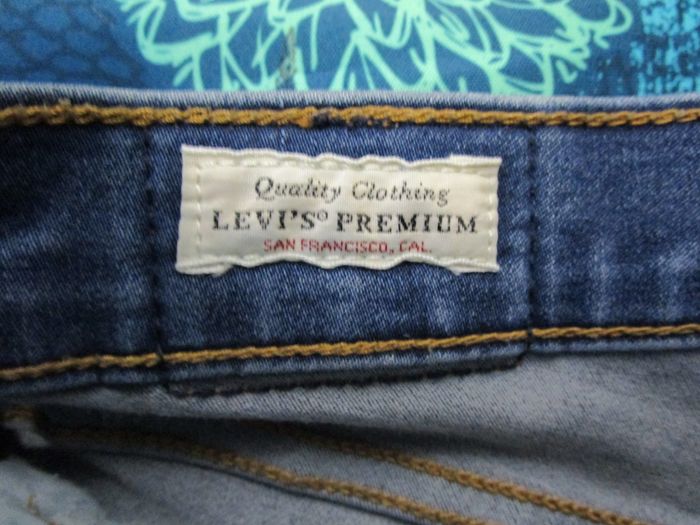 Quality Clothing
LEVI'S® PREMIUM
SAN FRANCISCO, CAL.